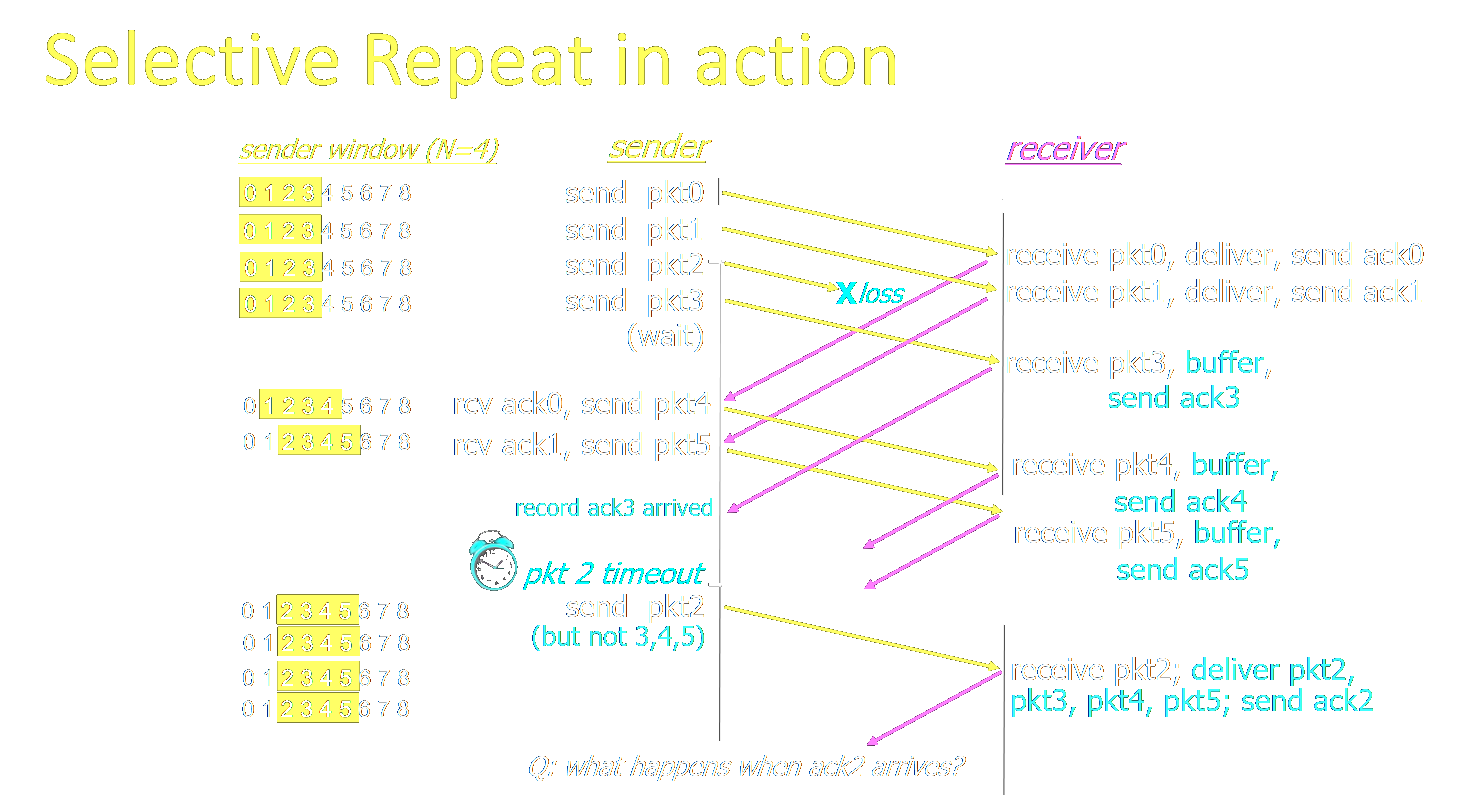 Selective Repeat in action
sender window (N=4) sender receiver
0 1 2 3 4 5 6 7 8 send pkt0
0 1 2 3 4 5 6 7 8 send pkt1
0 1 2 3 4 5 6 7 8 send pkt2
0 1 2 3 4 5 6 7 8 send pkt3
(wait)
receive pkt0, deliver, send ack0
receive pkt1, deliver, send ack1
X loss
receive pkt3, buffer,
send ack3
0 1 2 3 4 5 6 7 8 rcv ack0, send pkt4
0 1 2 3 4 5 6 7 8 rcv ack1, send pkt5
receive pkt4, buffer,
send ack4
record ack3 arrived
receive pkt5, buffer,
send ack5
pkt 2 timeout
0 1 2 3 4 5 6 7 8 send pkt2
0 1 2 3 4 5 6 7 8 (but not 3,4,5)
0 1 2 3 4 5 6 7 8
0 1 2 3 4 5 6 7 8
receive pkt2; deliver pkt2,
pkt3, pkt4, pkt5; send ack2
Q: what happens when ack2 arrives?